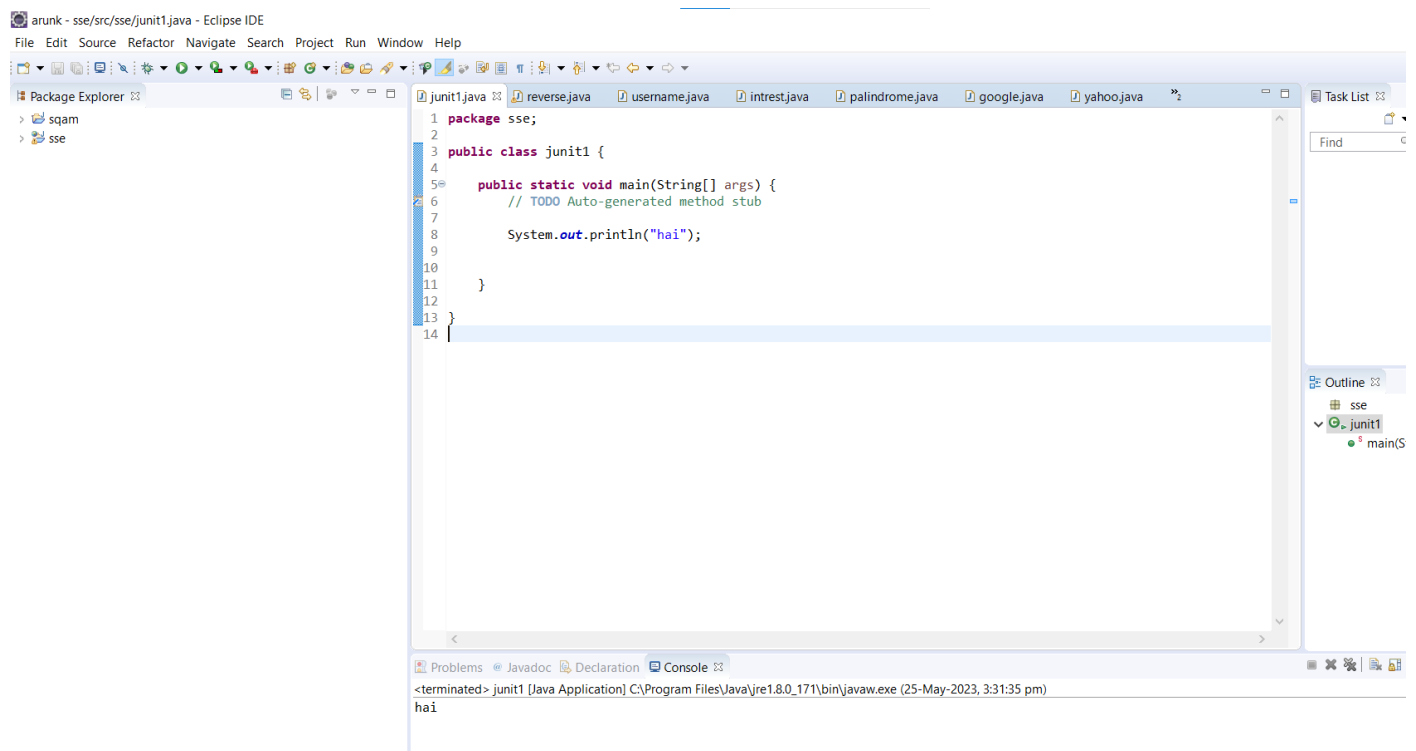 arunk - sse/src/sse/junit1.java - Eclipse IDE
File Edit Source Refactor Navigate Search Project Run Window Help
Package Explorer
sqam
sse
junit1.java reverse.java username.java intrest.java palindrome.java google.java yahoo.java »2
1 package sse;
2
3 public class junit1 {
4
5 public static void main(String[] args) {
6 // TODO Auto-generated method stub
7
8 System.out.println("hai");
9
10
11 }
12
13 }
14
Task List
Find
Outline
sse
junit1
main(S
Problems Javadoc Declaration Console
<terminated> junit1 [Java Application] C:\Program Files\Java\jre1.8.0_171\bin\javaw.exe (25-May-2023, 3:31:35 pm)
hai